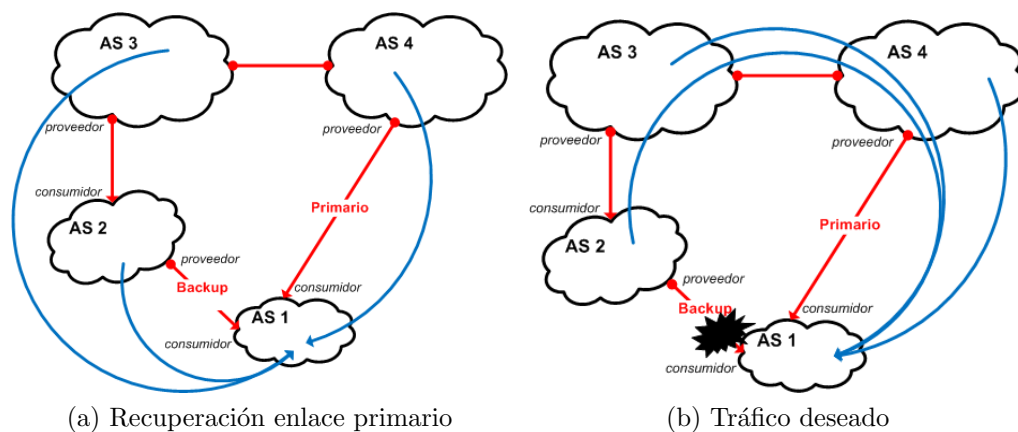 AS 3
AS 4
proveedor
proveedor
consumidor
Primario
AS 2
proveedor
Backup
consumidor
AS 1
consumidor
(a) Recuperación enlace primario
AS 3
AS 4
proveedor
proveedor
consumidor
Primario
AS 2
proveedor
Backup
consumidor
AS 1
consumidor
(b) Tráfico deseado